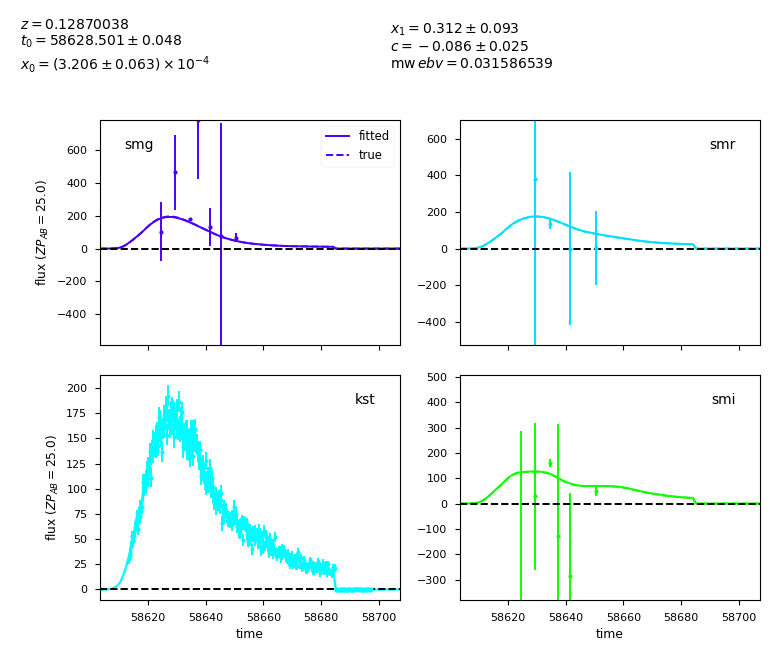 z = 0.12870038
t₀ = 58628.501 ± 0.048
x₀ = (3.206 ± 0.063) × 10⁻⁴
x₁ = 0.312 ± 0.093
c = −0.086 ± 0.025
mw ebv = 0.031586539
smg
fitted
true
600
400
200
0
−200
−400
flux (ZP_AB = 25.0)
smr
600
400
200
0
−200
−400
kst
200
175
150
125
100
75
50
25
0
flux (ZP_AB = 25.0)
58620 58640 58660 58680 58700
time
smi
500
400
300
200
100
0
−100
−200
−300
58620 58640 58660 58680 58700
time